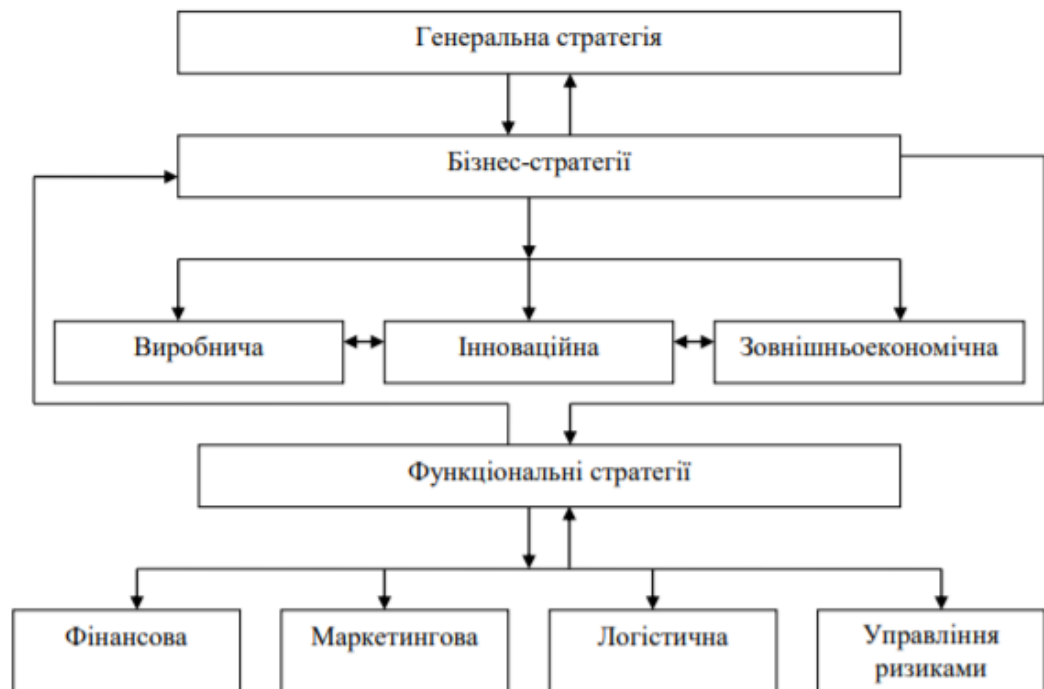 Генеральна стратегія
Бізнес-стратегії
Виробнича
Інноваційна
Зовнішньоекономічна
Функціональні стратегії
Фінансова
Маркетингова
Логістична
Управління
ризиками